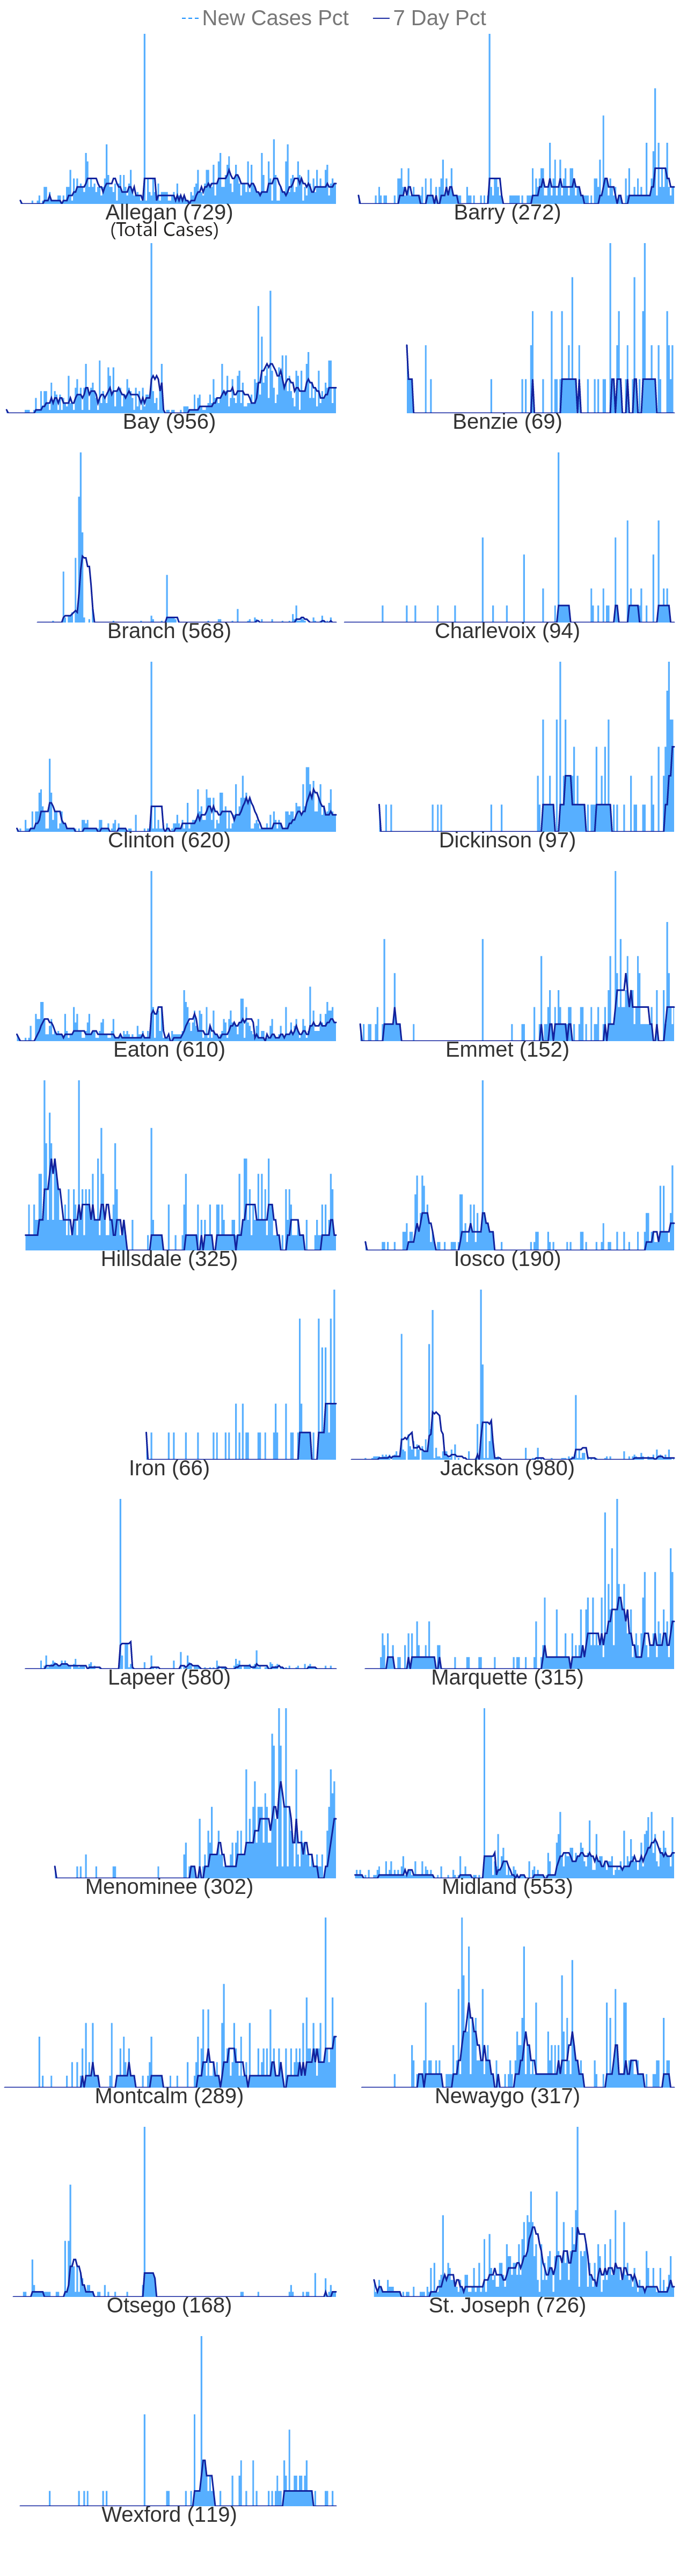 New Cases Pct 7 Day Pct
Allegan (729) Barry (272)
(Total Cases)
Bay (956) Benzie (69)
Branch (568) Charlevoix (94)
Clinton (620) Dickinson (97)
Eaton (610) Emmet (152)
Hillsdale (325) Iosco (190)
Iron (66) Jackson (980)
Lapeer (580) Marquette (315)
Menominee (302) Midland (553)
Montcalm (289) Newaygo (317)
Otsego (168) St. Joseph (726)
Wexford (119)